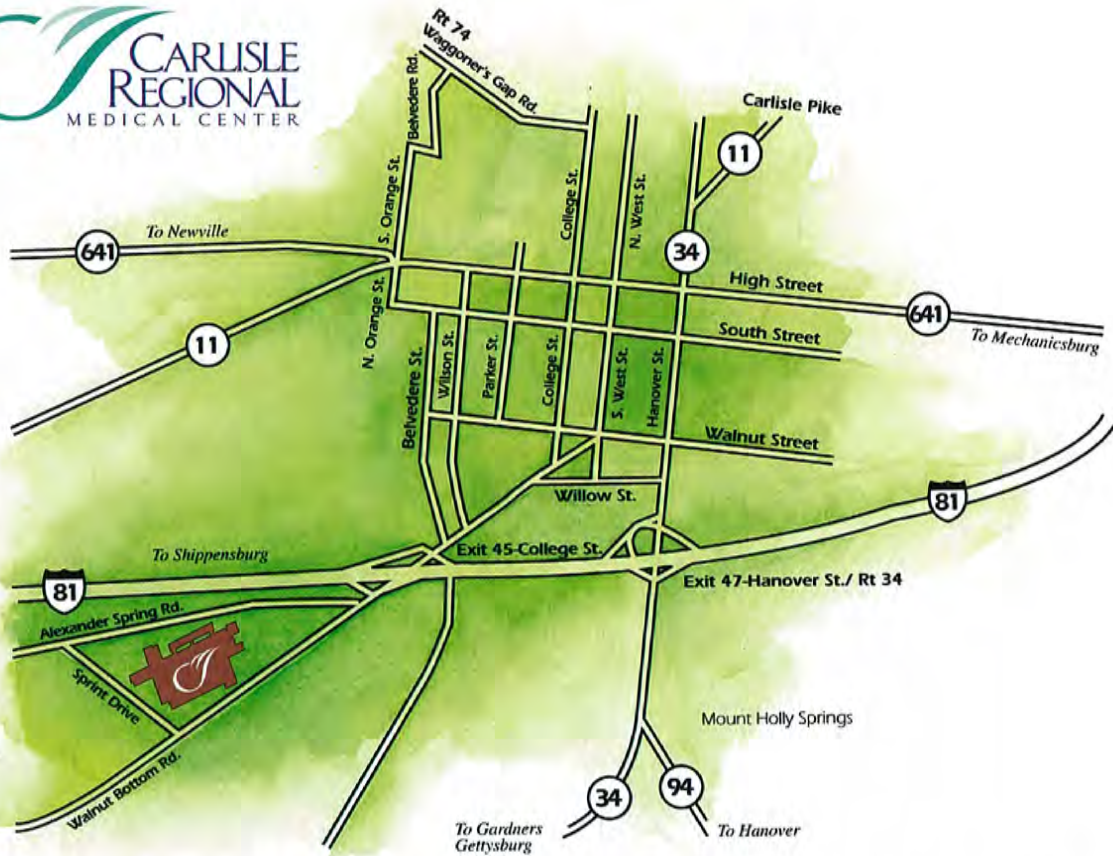 CARLISLE
REGIONAL
MEDICAL CENTER
Rt 74
Waggoner's Gap Rd.
Belvedere Rd.
Carlisle Pike
11
S. Orange St.
College St.
N. West St.
To Newville
641
34
High Street
641
To Mechanicsburg
11
N. Orange St.
South Street
Belvedere St.
Wilson St.
Parker St.
College St.
S. West St.
Hanover St.
Walnut Street
Willow St.
81
To Shippensburg
Exit 45-College St.
Exit 47-Hanover St./ Rt 34
81
Alexander Spring Rd.
Sprint Drive
Walnut Bottom Rd.
Mount Holly Springs
34
94
To Gardners
Gettysburg
To Hanover